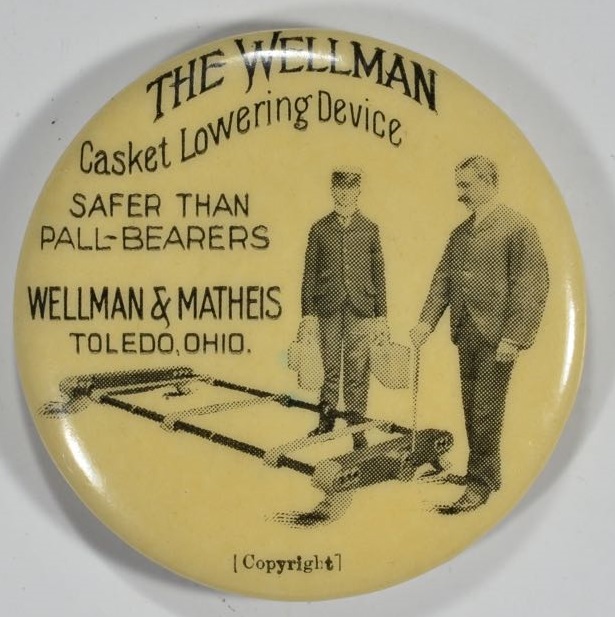 THE WELLMAN
Casket Lowering Device
SAFER THAN
PALL-BEARERS
WELLMAN & MATHEIS
TOLEDO, OHIO.
[Copyright]